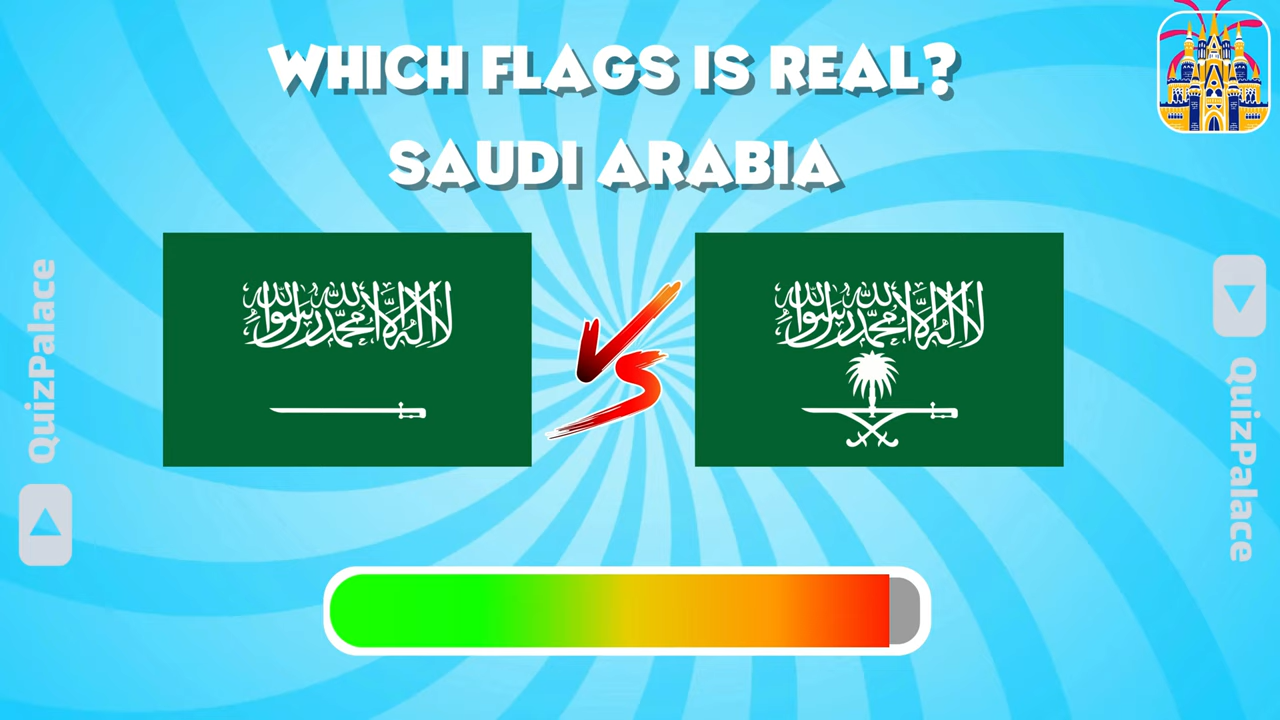 WHICH FLAGS IS REAL?
SAUDI ARABIA
لا إله إلا الله محمد رسول الله
لا إله إلا الله محمد رسول الله
VS
QuizPalace
QuizPalace